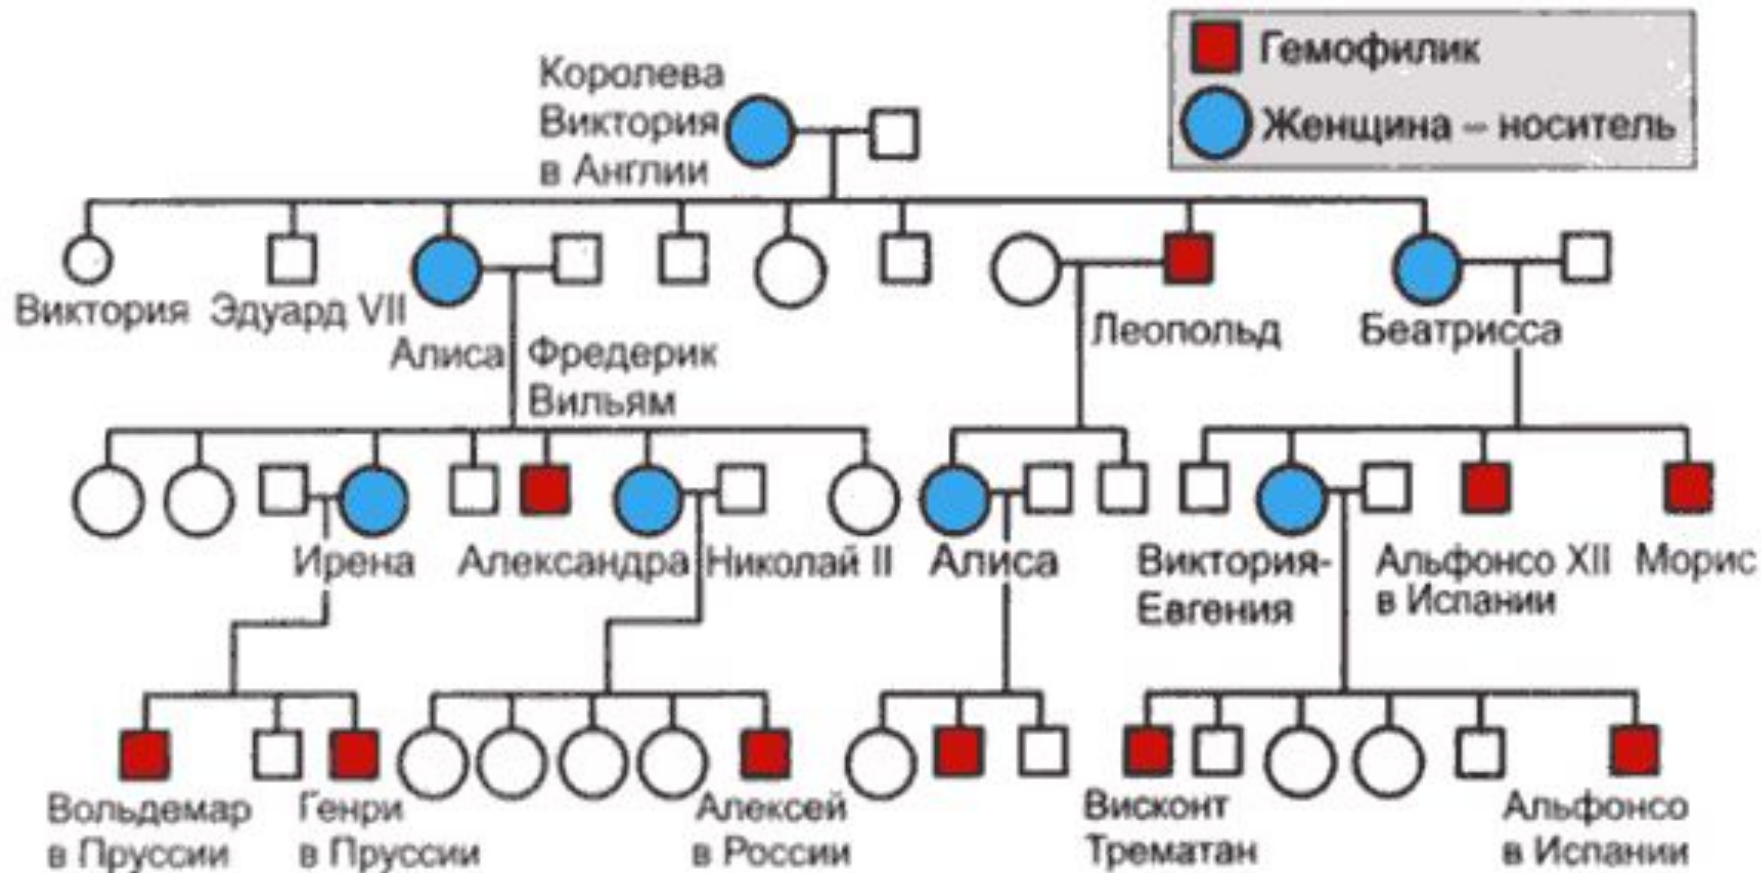 Гемофилик
Женщина - носитель
Королева
Виктория
в Англии
Виктория
Эдуард VII
Алиса
Фредерик
Вильям
Леопольд
Беатрисса
Ирена
Александра
Николай II
Алиса
Виктория-
Евгения
Альфонсо XII
в Испании
Морис
Вольдемар
в Пруссии
Генри
в Пруссии
Алексей
в России
Висконт
Трематан
Альфонсо
в Испании